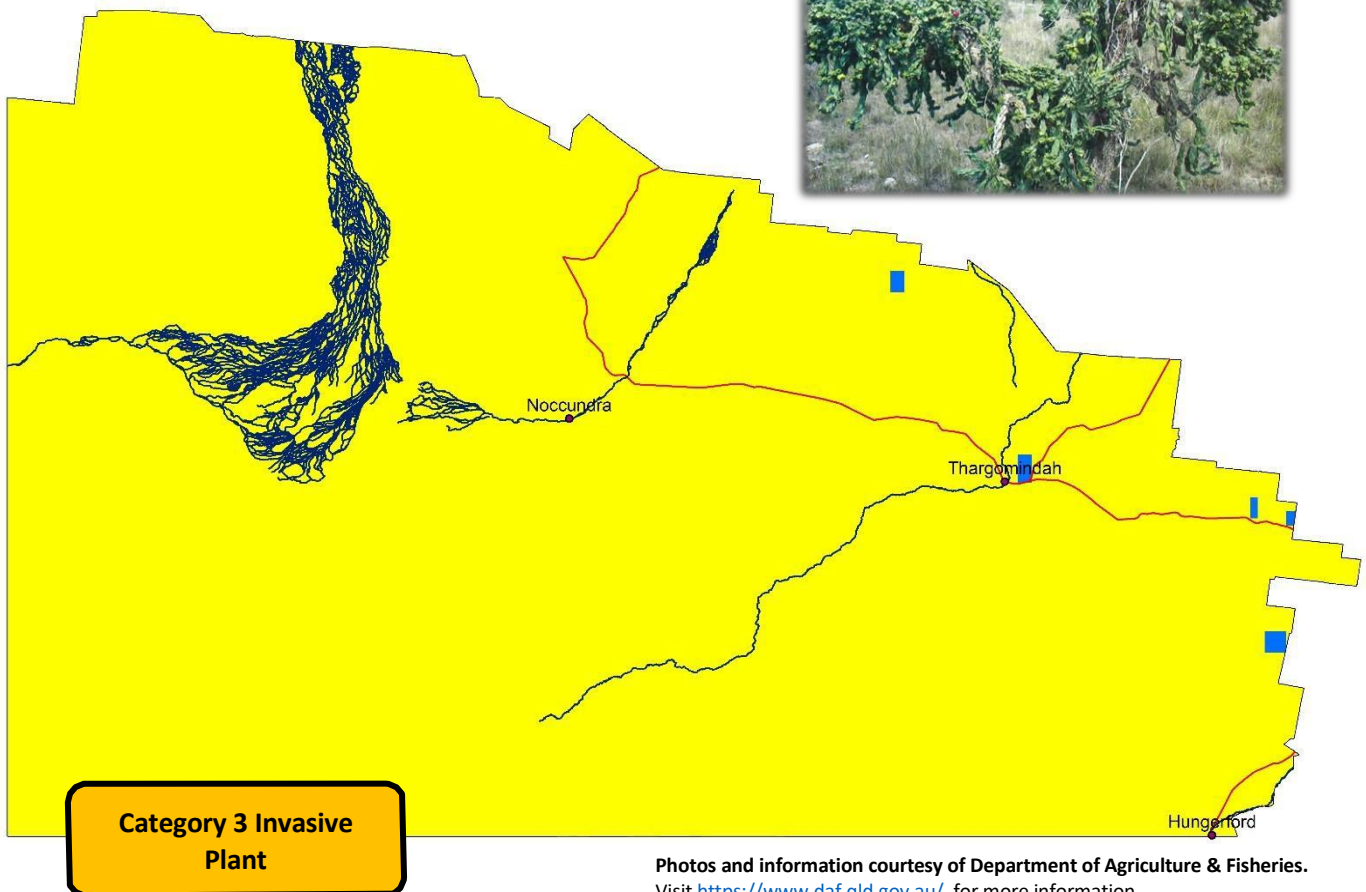 Noccundra
Thargomindah
Hungerford
Category 3 Invasive
Plant
Photos and information courtesy of Department of Agriculture & Fisheries.
Visit https://www.daf.qld.gov.au/ for more information